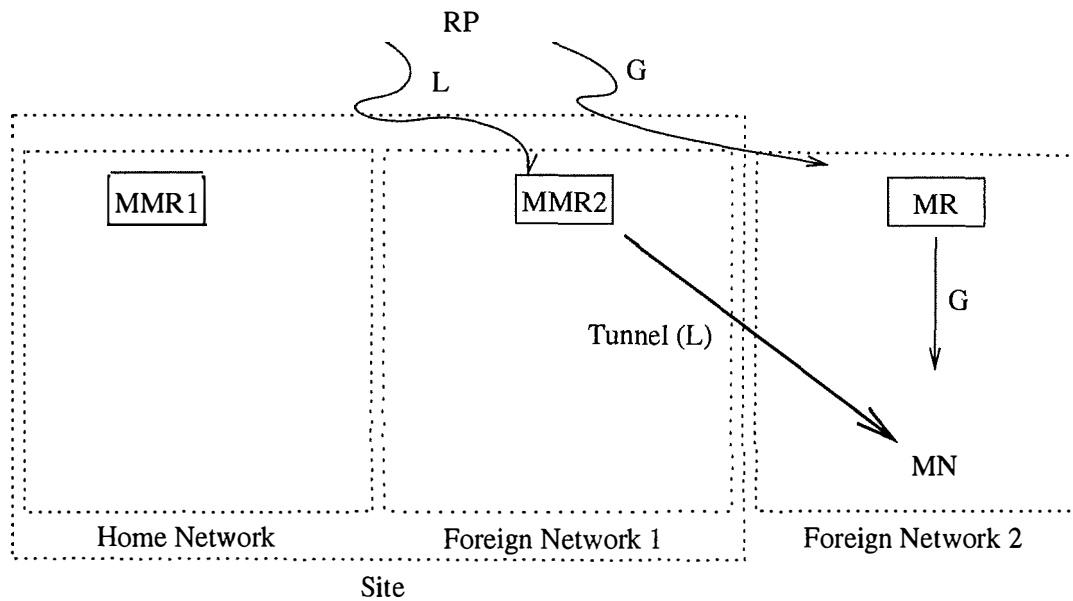 RP
L
G
MMR1
MMR2
MR
G
Tunnel (L)
MN
Home Network
Foreign Network 1
Foreign Network 2
Site